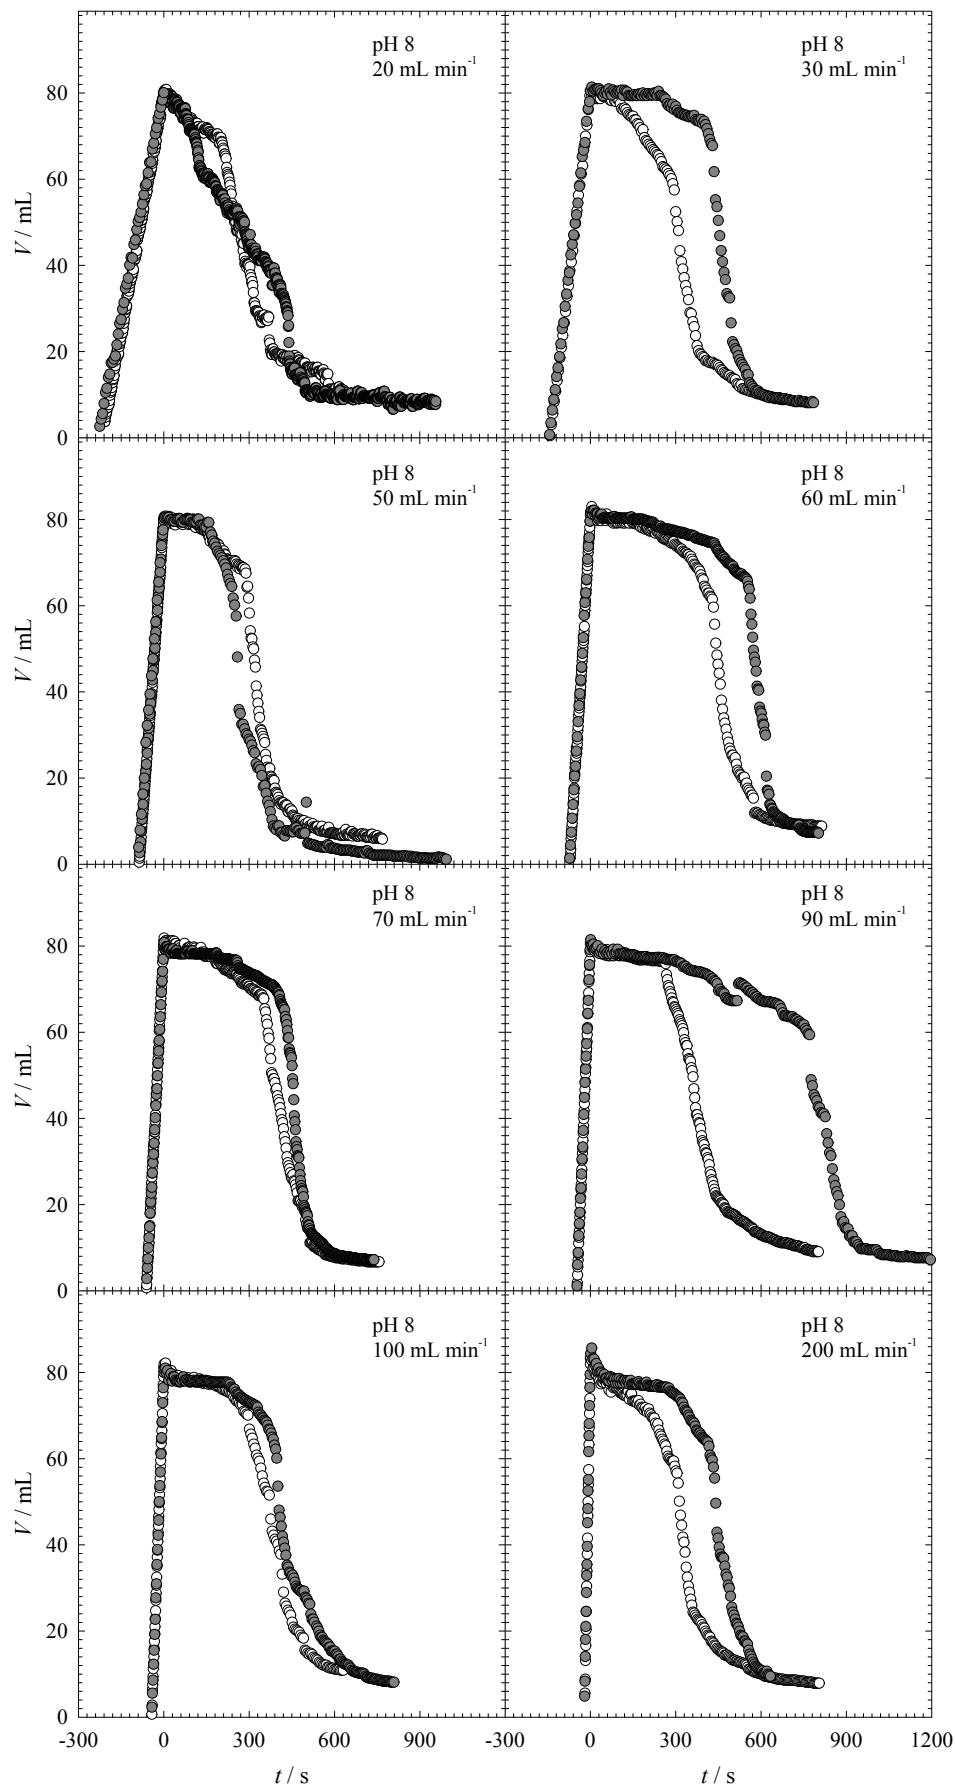 pH 8
20 mL min-1
pH 8
30 mL min-1
80
60
40
20
0
V / mL
pH 8
50 mL min-1
pH 8
60 mL min-1
80
60
40
20
0
V / mL
pH 8
70 mL min-1
pH 8
90 mL min-1
80
60
40
20
0
V / mL
pH 8
100 mL min-1
pH 8
200 mL min-1
80
60
40
20
0
V / mL
-300 0 300 600 900 -300 0 300 600 900 1200
t / s t / s